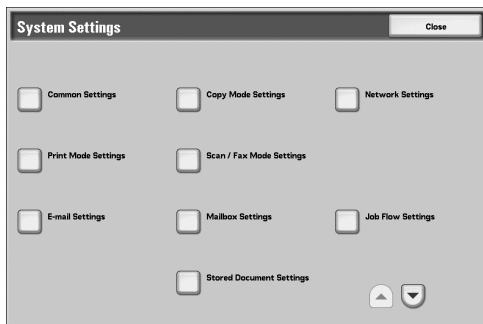 System Settings
Close
Common Settings
Copy Mode Settings
Network Settings
Print Mode Settings
Scan / Fax Mode Settings
E-mail Settings
Mailbox Settings
Job Flow Settings
Stored Document Settings